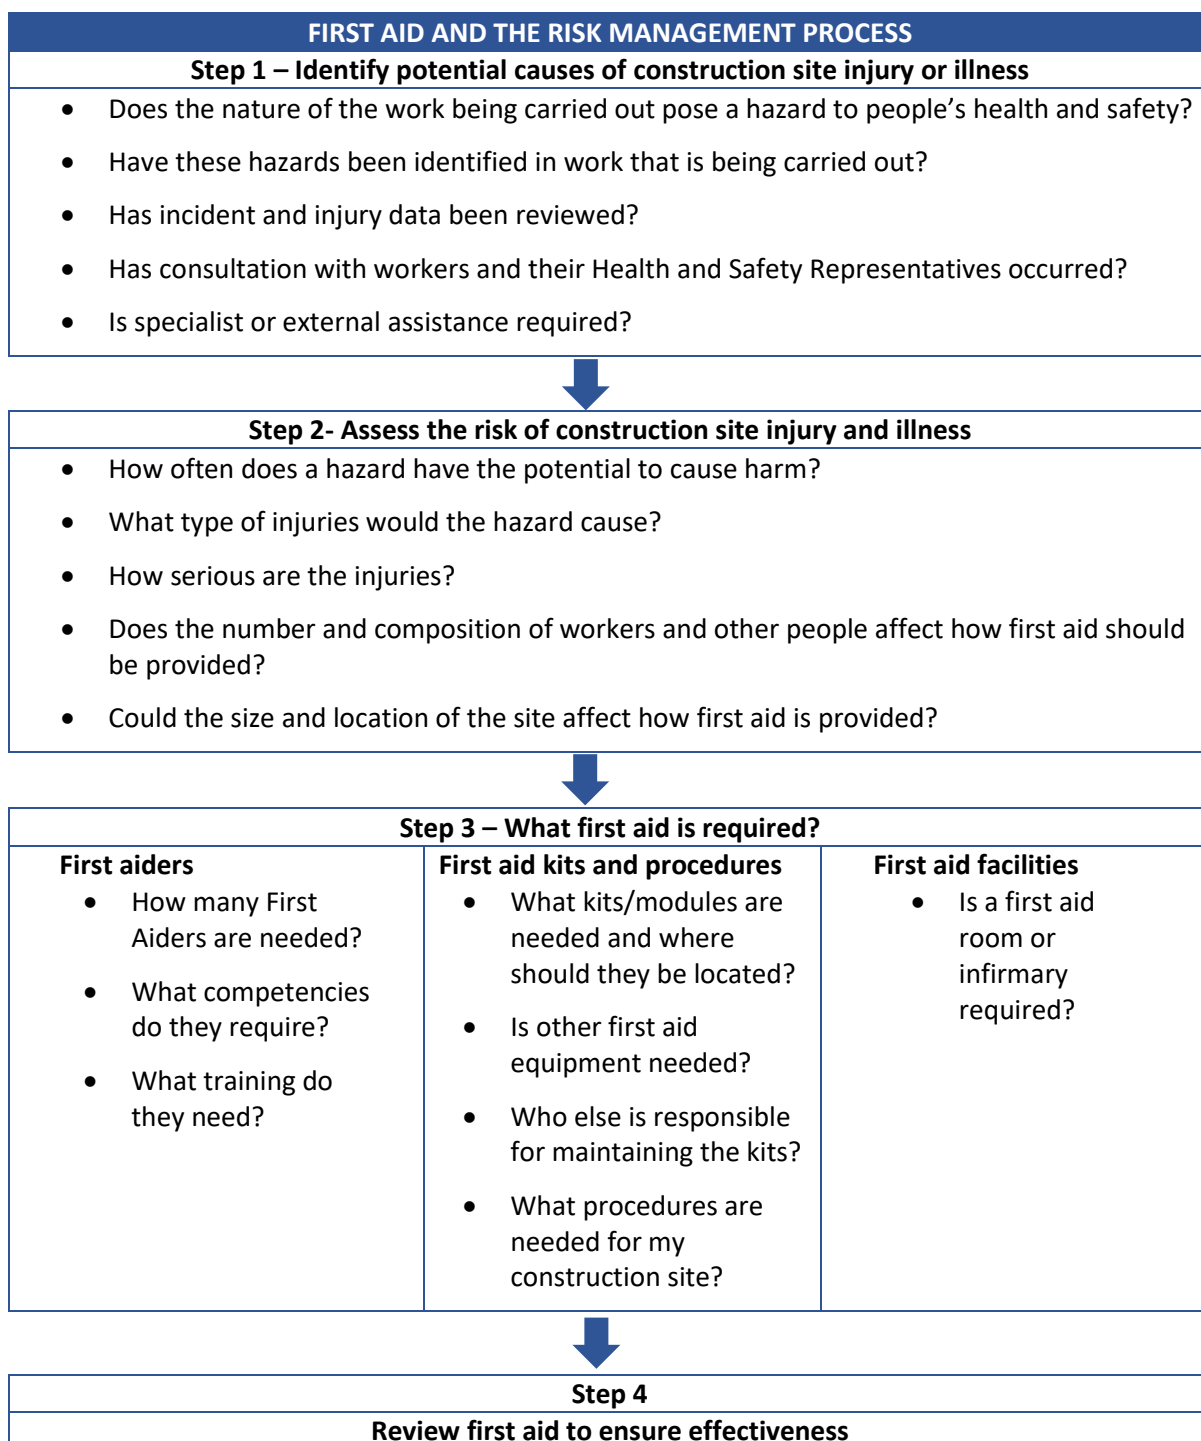 FIRST AID AND THE RISK MANAGEMENT PROCESS
Step 1 – Identify potential causes of construction site injury or illness
• Does the nature of the work being carried out pose a hazard to people’s health and safety?
• Have these hazards been identified in work that is being carried out?
• Has incident and injury data been reviewed?
• Has consultation with workers and their Health and Safety Representatives occurred?
• Is specialist or external assistance required?
Step 2- Assess the risk of construction site injury and illness
• How often does a hazard have the potential to cause harm?
• What type of injuries would the hazard cause?
• How serious are the injuries?
• Does the number and composition of workers and other people affect how first aid should
be provided?
• Could the size and location of the site affect how first aid is provided?
Step 3 – What first aid is required?
First aiders
• How many First
Aiders are needed?
• What competencies
do they require?
• What training do
they need?
First aid kits and procedures
• What kits/modules are
needed and where
should they be located?
• Is other first aid
equipment needed?
• Who else is responsible
for maintaining the kits?
• What procedures are
needed for my
construction site?
First aid facilities
• Is a first aid
room or
infirmary
required?
Step 4
Review first aid to ensure effectiveness